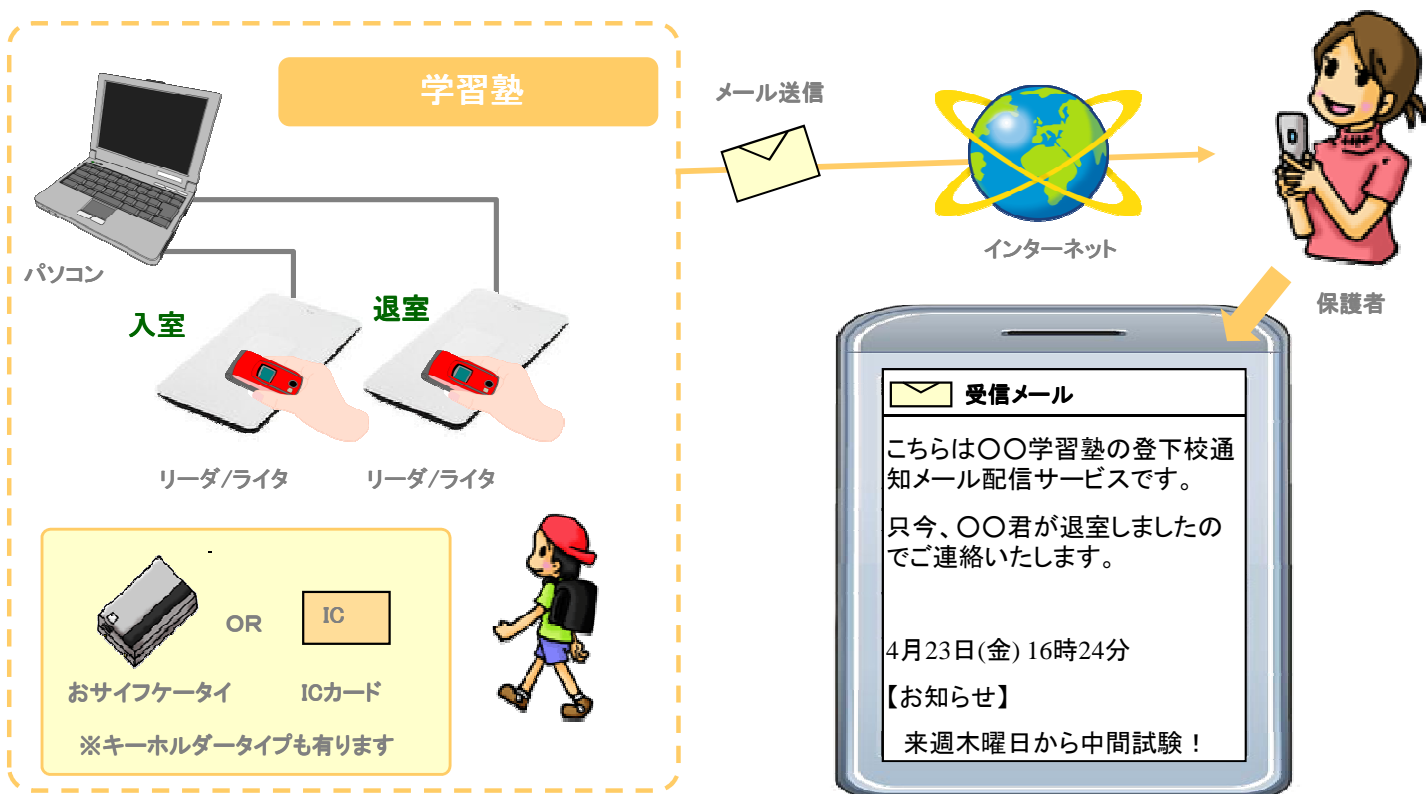 学習塾
メール送信
パソコン
インターネット
保護者
入室
退室
リーダ/ライタ
リーダ/ライタ
OR
IC
おサイフケータイ
ICカード
※キーホルダータイプも有ります
受信メール
こちらは〇〇学習塾の登下校通
知メール配信サービスです。
只今、〇〇君が退室しましたの
でご連絡いたします。
4月23日(金) 16時24分
【お知らせ】
来週木曜日から中間試験！